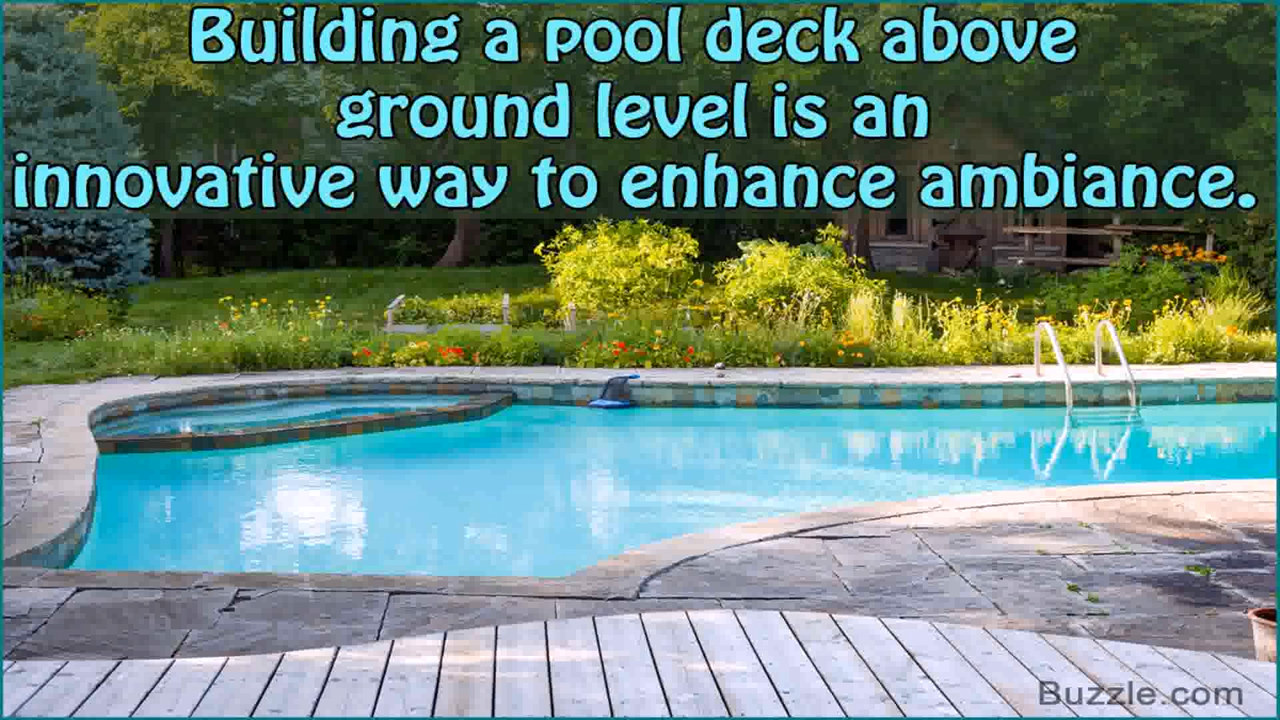 Building a pool deck above
ground level is an
innovative way to enhance ambiance.
Buzzle.com